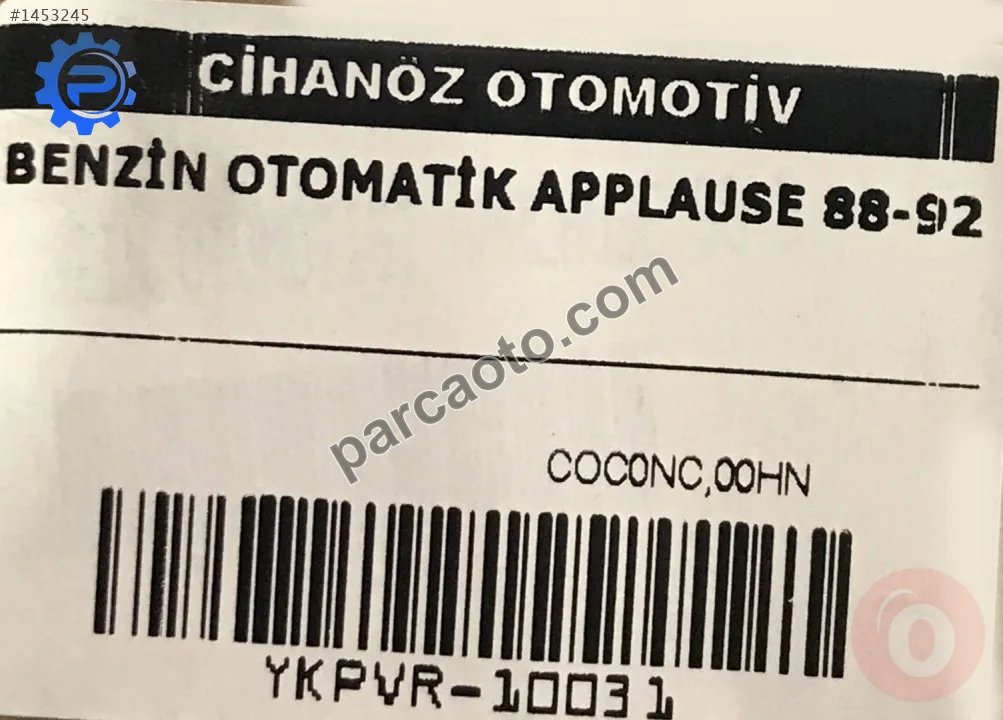 #1453245
CİHANÖZ OTOMOTİV
BENZİN OTOMATİK APPLAUSE 88-92
parcaoto.com
COC0NC,00HN
YKPVR-10031